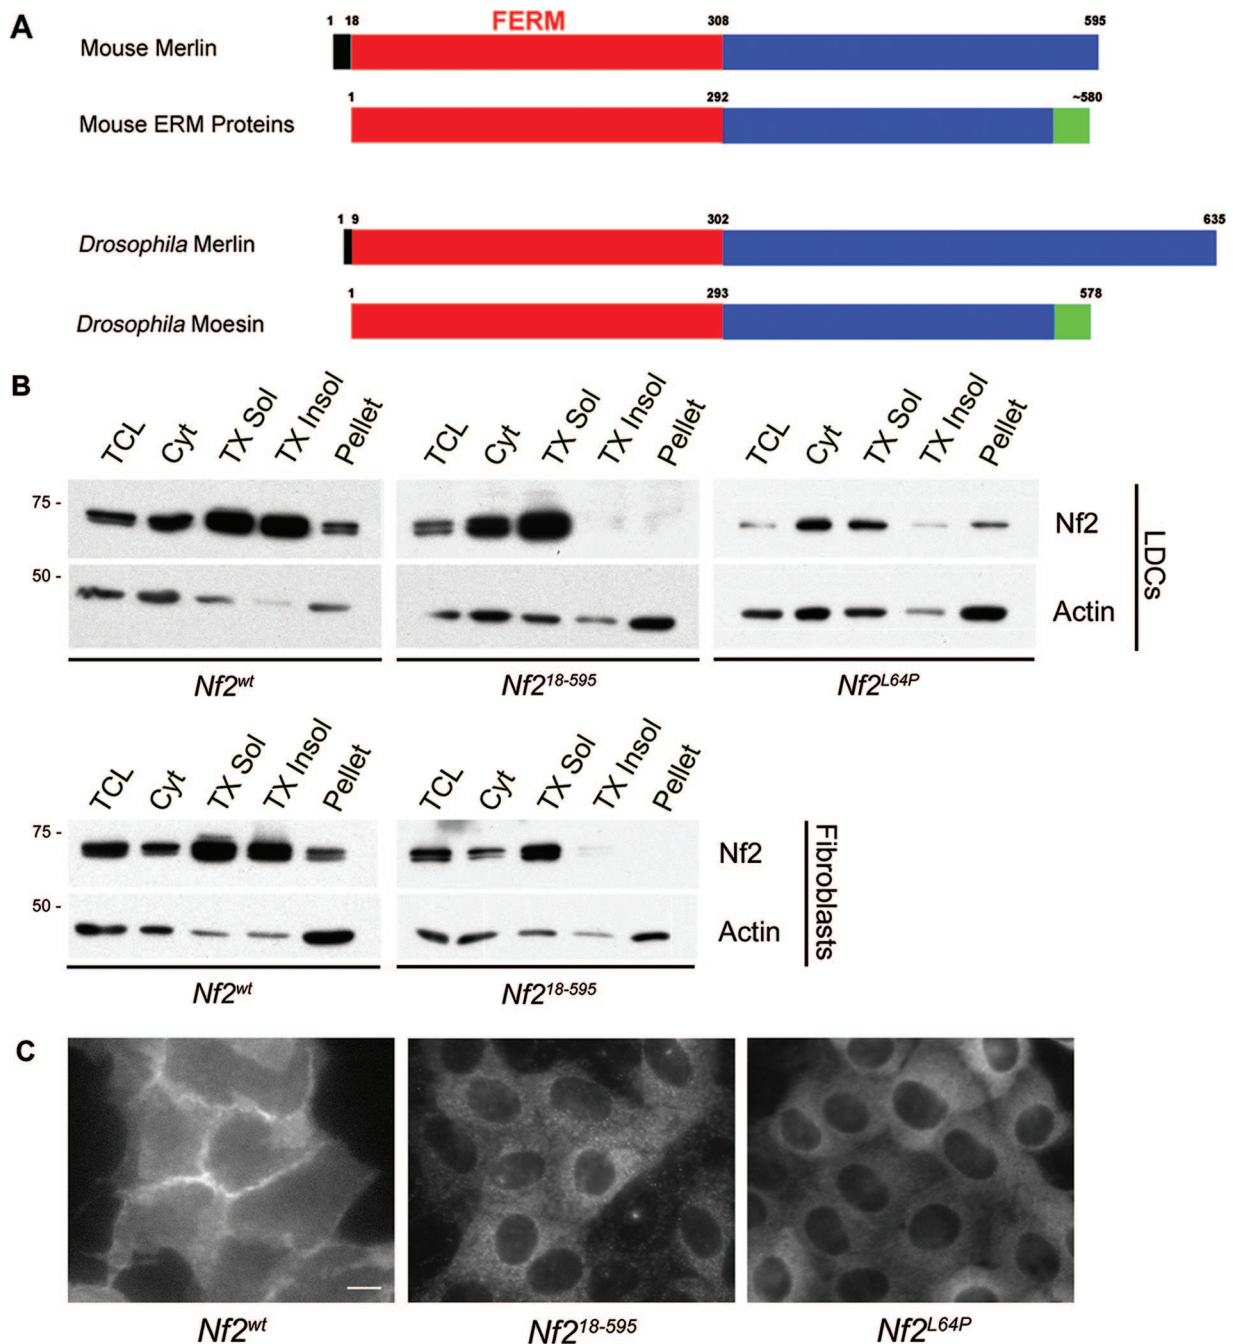 A
FERM
1 18 308 595
Mouse Merlin
1 292 ~580
Mouse ERM Proteins
1 9 302 635
Drosophila Merlin
1 293 578
Drosophila Moesin
B
TCL Cyt TX Sol TX Insol Pellet TCL Cyt TX Sol TX Insol Pellet TCL Cyt TX Sol TX Insol Pellet
75 -
Nf2
50 -
Actin
LDCs
Nf2wt Nf218-595 Nf2L64P
TCL Cyt TX Sol TX Insol Pellet TCL Cyt TX Sol TX Insol Pellet
75 -
Nf2
50 -
Actin
Fibroblasts
Nf2wt Nf218-595
C
Nf2wt Nf218-595 Nf2L64P